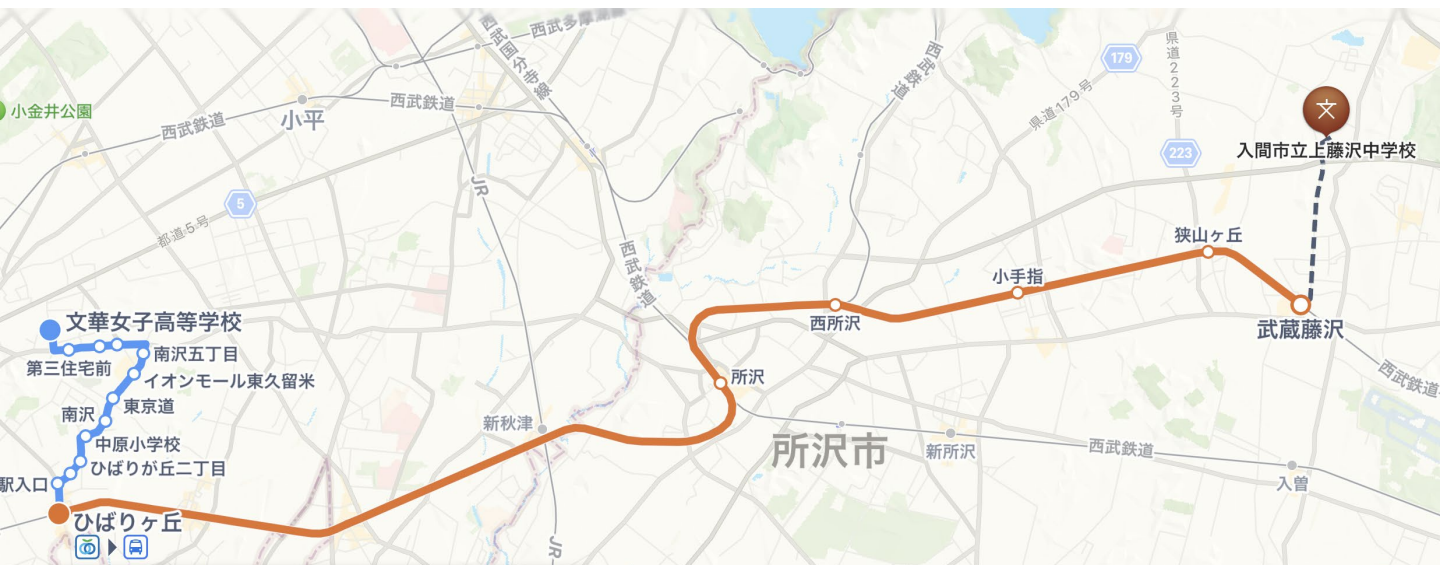 西武多摩湖線
西武国分寺線
西武鉄道
179
県道223号
小金井公園
西武鉄道
小平
西武鉄道
県道179号
文
入間市立上藤沢中学校
223
JR
5
都道5号
西武鉄道
狭山ヶ丘
小手指
武蔵藤沢
西所沢
文華女子高等学校
第三住宅前
南沢五丁目
イオンモール東久留米
東京道
南沢
中原小学校
ひばりが丘二丁目
駅入口
ひばりヶ丘
新秋津
所沢
所沢市
新所沢
西武鉄道
入曽
西武鉄道
JR